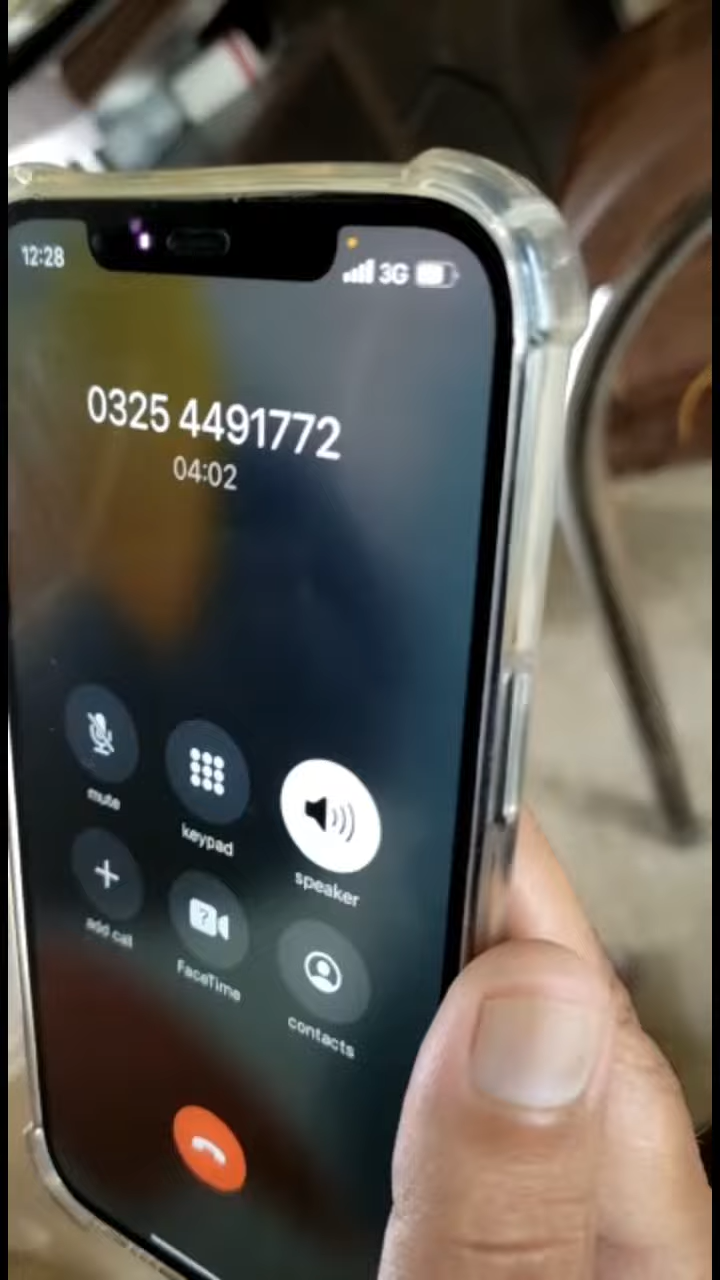 12:28
3G
0325 4491772
04:02
mute
keypad
speaker
add call
FaceTime
contacts